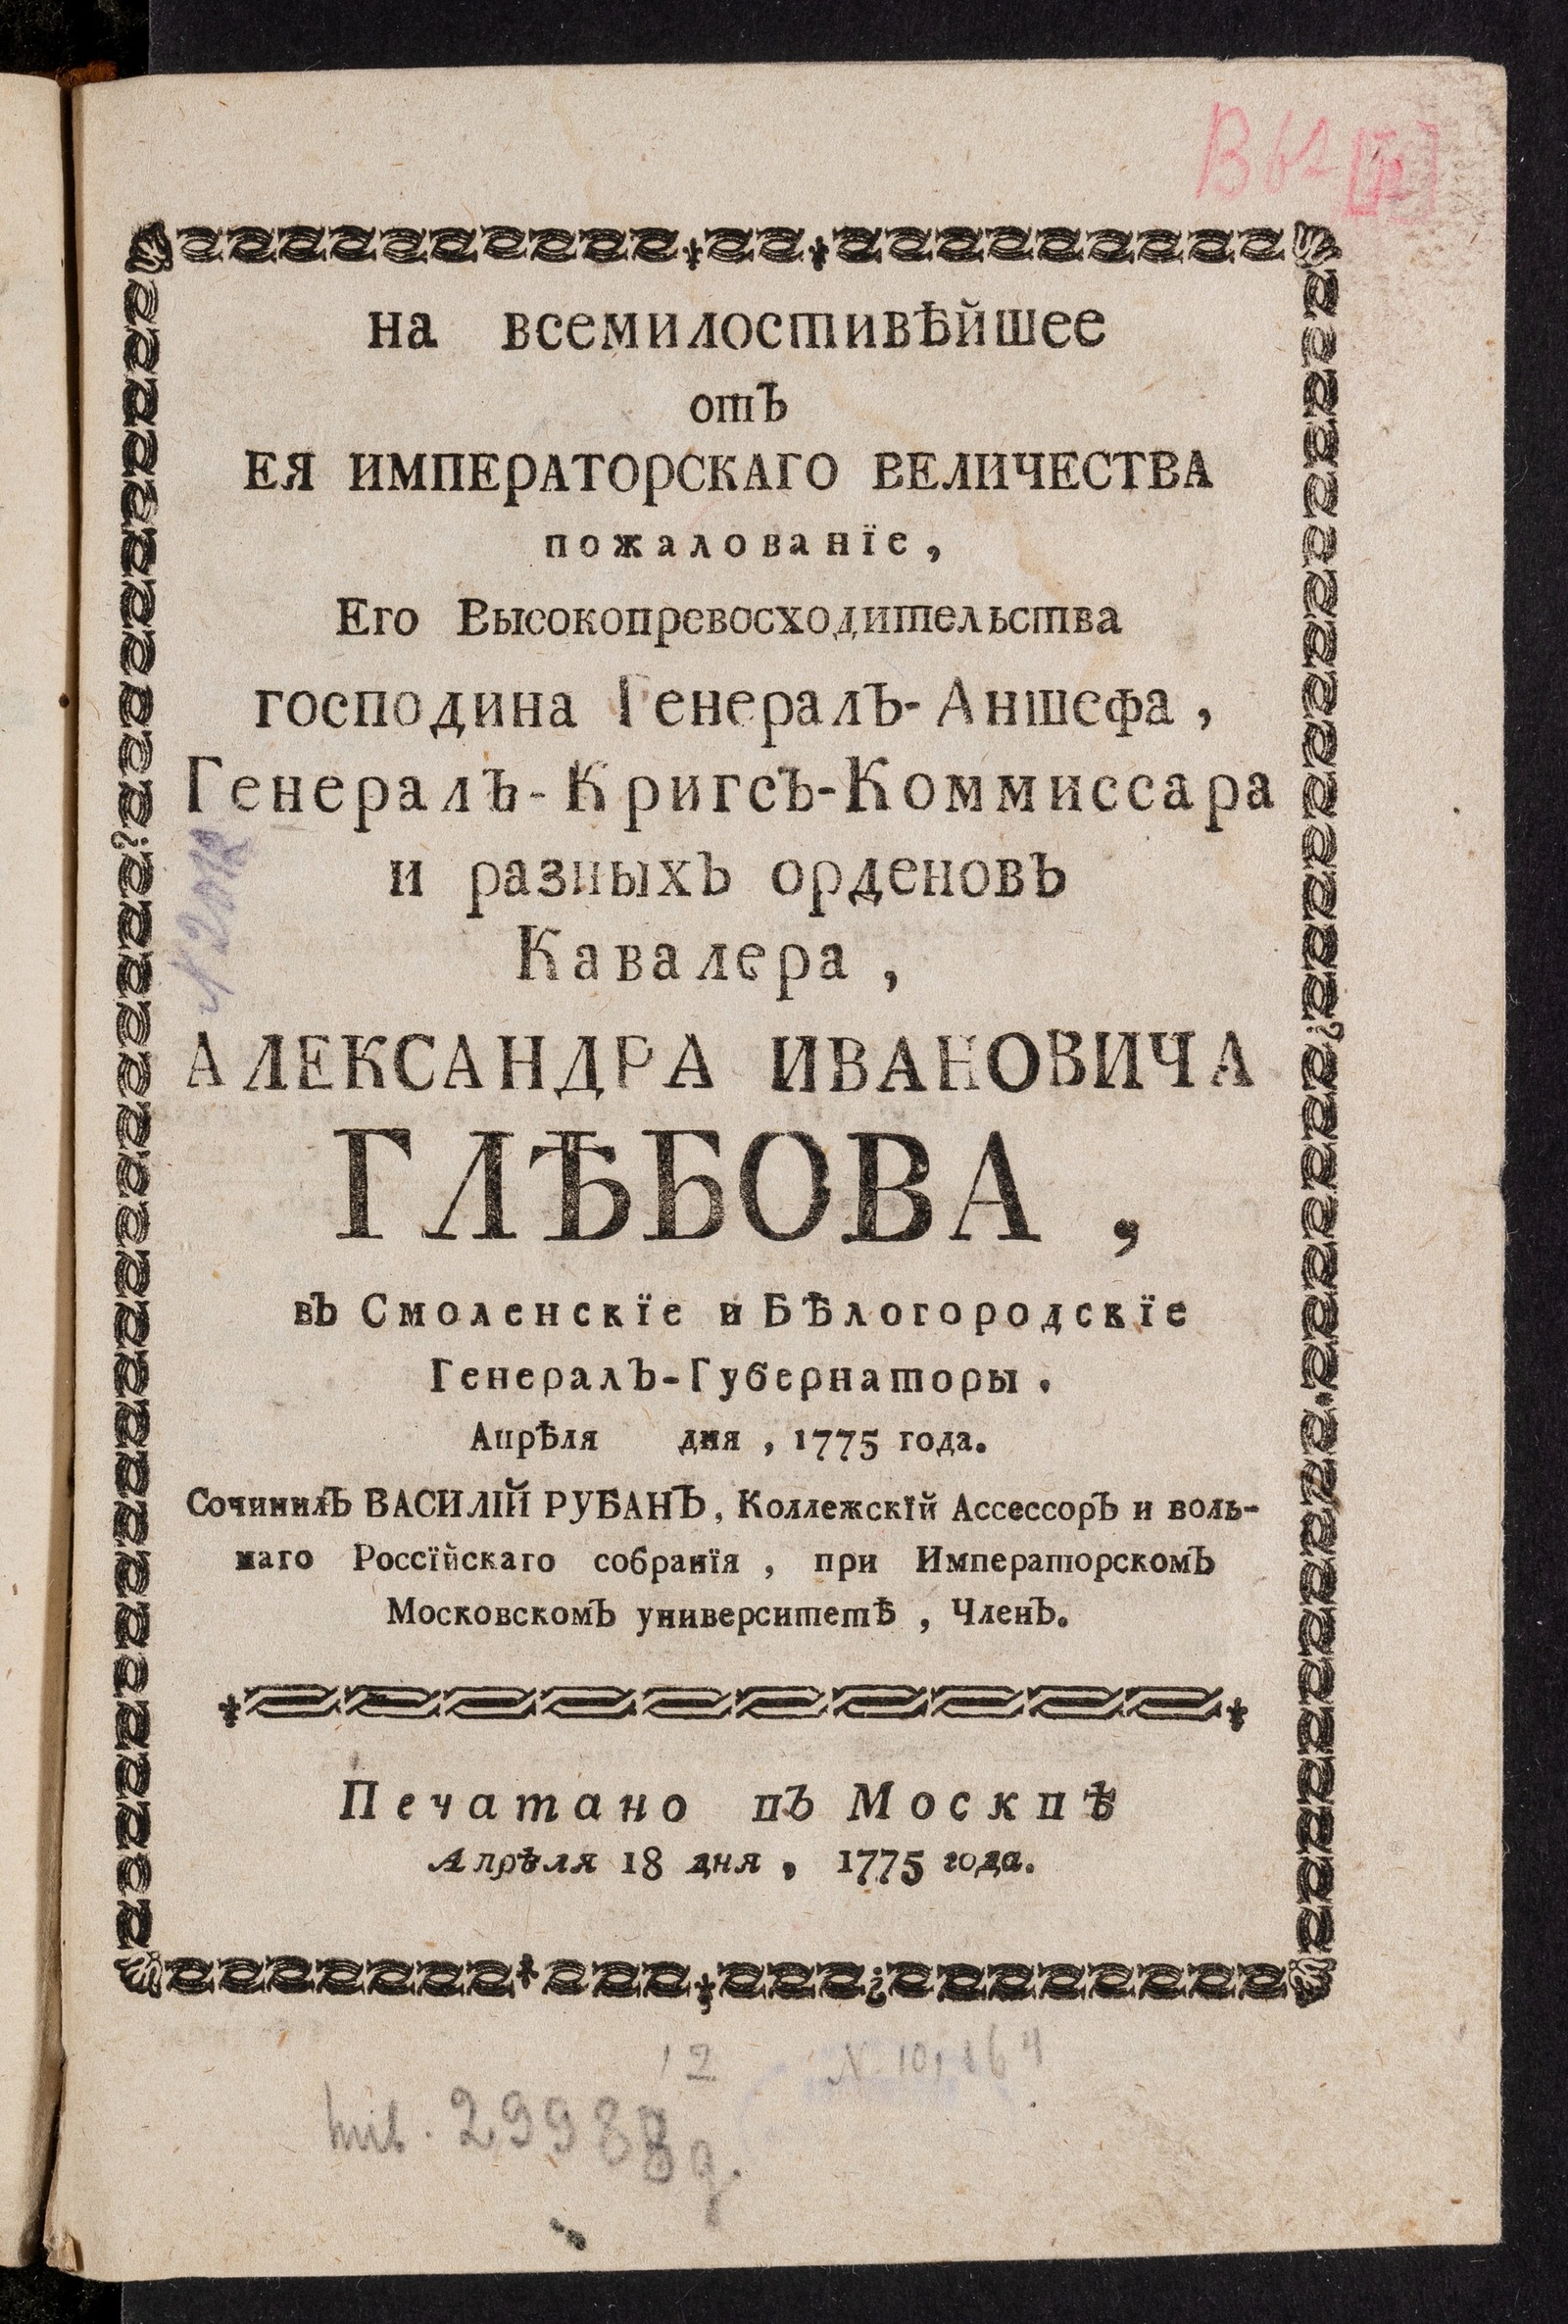 на всемилостивѣйшее
отъ
ЕЯ ИМПЕРАТОРСКАГО ВЕЛИЧЕСТВА
пожалованїе,
Его Высокопревосходительства
господина Генералъ-Аншефа,
Генералъ-Кригсъ-Коммиссара
и разныхъ орденовъ
Кавалера,
АЛЕКСАНДРА ИВАНОВИЧА
ГЛѢБОВА,
въ Смоленскїе и Бѣлогородскїе
Генералъ-Губернаторы.
Апрѣля дня, 1775 года.
Сочинилъ ВАСИЛІЙ РУБАНЪ, Коллежскїй Ассессоръ и воль-
наго Россїйскаго собранїя, при Императорскомъ
Московскомъ университетѣ, Членъ.
Печатано въ Москвѣ
Апрѣля 18 дня, 1775 года.